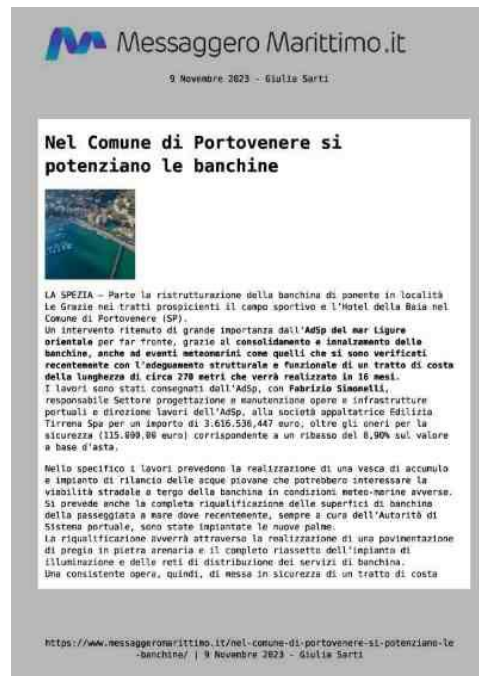 Messaggero Marittimo.it
9 Novembre 2023 - Giulia Sarti
Nel Comune di Portovenere si
potenziano le banchine
LA SPEZIA – Parte la ristrutturazione della banchina di ponente in località
Le Grazie nei tratti prospicienti il campo sportivo e l'Hotel della Baia nel
Comune di Portovenere (SP).
Un intervento ritenuto di grande importanza dall'AdSp del mar Ligure
orientale per far fronte, grazie al consolidamento e innalzamento delle
banchine, anche ad eventi meteomarini come quelli che si sono verificati
recentemente con l'adeguamento strutturale e funzionale di un tratto di costa
della lunghezza di circa 270 metri che verrà realizzato in 16 mesi.
I lavori sono stati consegnati dall'AdSp, con Fabrizio Simonelli,
responsabile Settore progettazione e manutenzione opere e infrastrutture
portuali e direzione lavori dell'AdSp, alla società appaltatrice Edilizia
Tirrena Spa per un importo di 3.616.536,447 euro, oltre gli oneri per la
sicurezza (115.000,00 euro) corrispondente a un ribasso del 8,90% sul valore
a base d'asta.
Nello specifico i lavori prevedono la realizzazione di una vasca di accumulo
e impianto di rilancio delle acque piovane che potrebbero interessare la
viabilità stradale a tergo della banchina in condizioni meteo-marine avverse.
Si prevede anche la completa riqualificazione delle superfici di banchina
della passeggiata a mare dove recentemente, sempre a cura dell'Autorità di
Sistema portuale, sono state impiantate le nuove palme.
La riqualificazione avverrà attraverso la realizzazione di una pavimentazione
di pregio in pietra arenaria e il completo riassetto dell'impianto di
illuminazione e delle reti di distribuzione dei servizi di banchina.
Una consistente opera, quindi, di messa in sicurezza di un tratto di costa
https://www.messaggeromarittimo.it/nel-comune-di-portovenere-si-potenziano-le
-banchine/ | 9 Novembre 2023 - Giulia Sarti